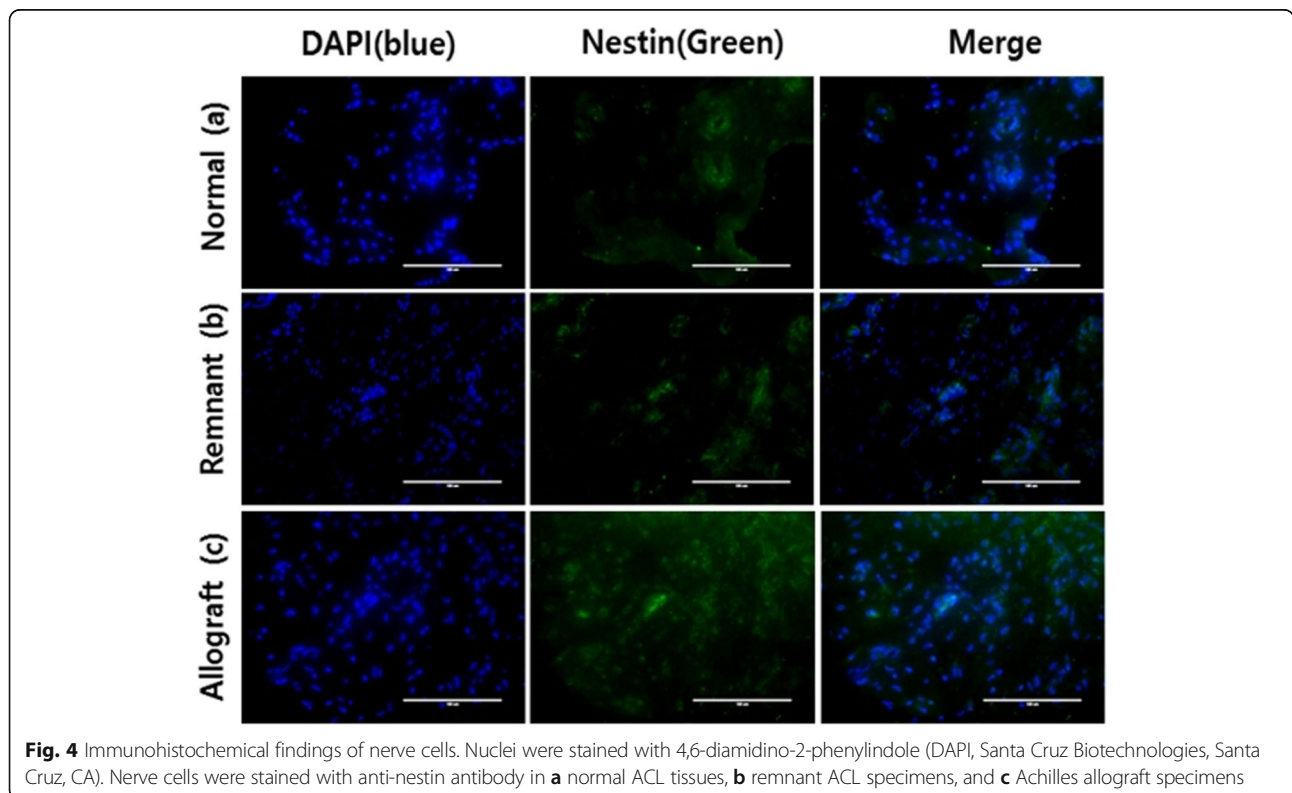 DAPI(blue) Nestin(Green) Merge
Normal (a)
Remnant (b)
Allograft (c)
Fig. 4 Immunohistochemical findings of nerve cells. Nuclei were stained with 4,6-diamidino-2-phenylindole (DAPI, Santa Cruz Biotechnologies, Santa
Cruz, CA). Nerve cells were stained with anti-nestin antibody in a normal ACL tissues, b remnant ACL specimens, and c Achilles allograft specimens